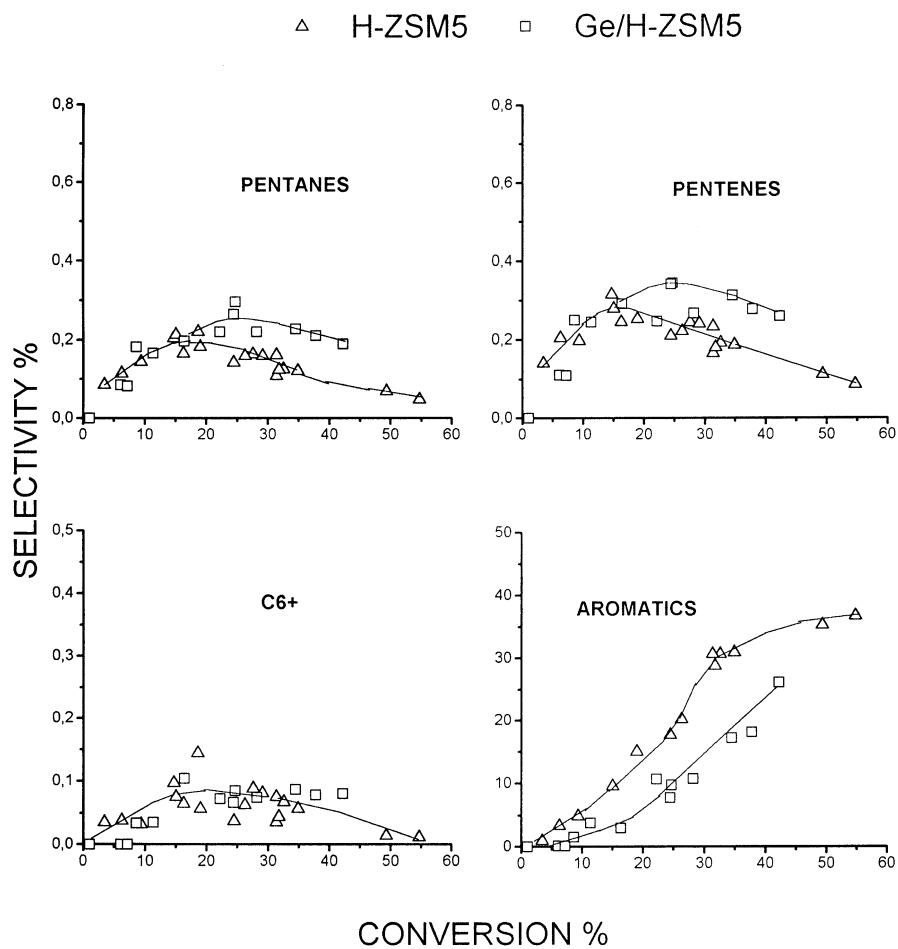 H-ZSM5 Ge/H-ZSM5
SELECTIVITY %
0,8
0,6
0,4
0,2
0,0
PENTANES
0 10 20 30 40 50 60
0,8
0,6
0,4
0,2
0,0
PENTENES
0 10 20 30 40 50 60
0,5
0,4
0,3
0,2
0,1
0,0
C6+
0 10 20 30 40 50 60
50
40
30
20
10
0
AROMATICS
0 10 20 30 40 50 60
CONVERSION %